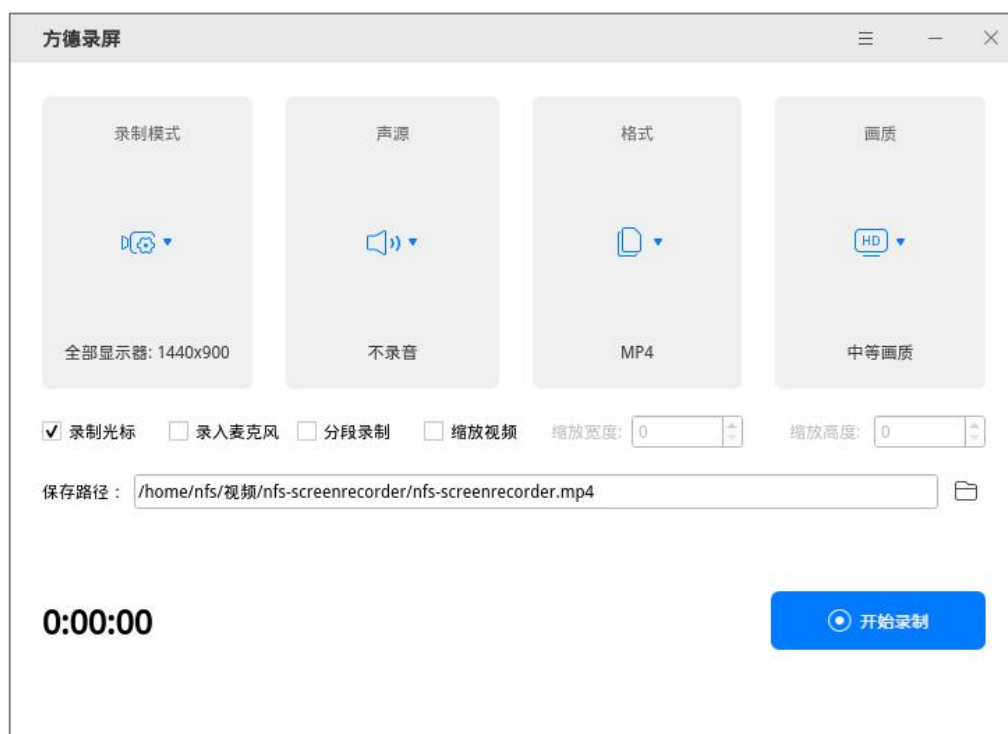 方德录屏
录制模式 声源 格式 画质
HD
全部显示器: 1440x900 不录音 MP4 中等画质
录制光标 录入麦克风 分段录制 缩放视频 缩放宽度: 0 缩放高度: 0
保存路径： /home/nfs/视频/nfs-screenrecorder/nfs-screenrecorder.mp4
0:00:00 开始录制